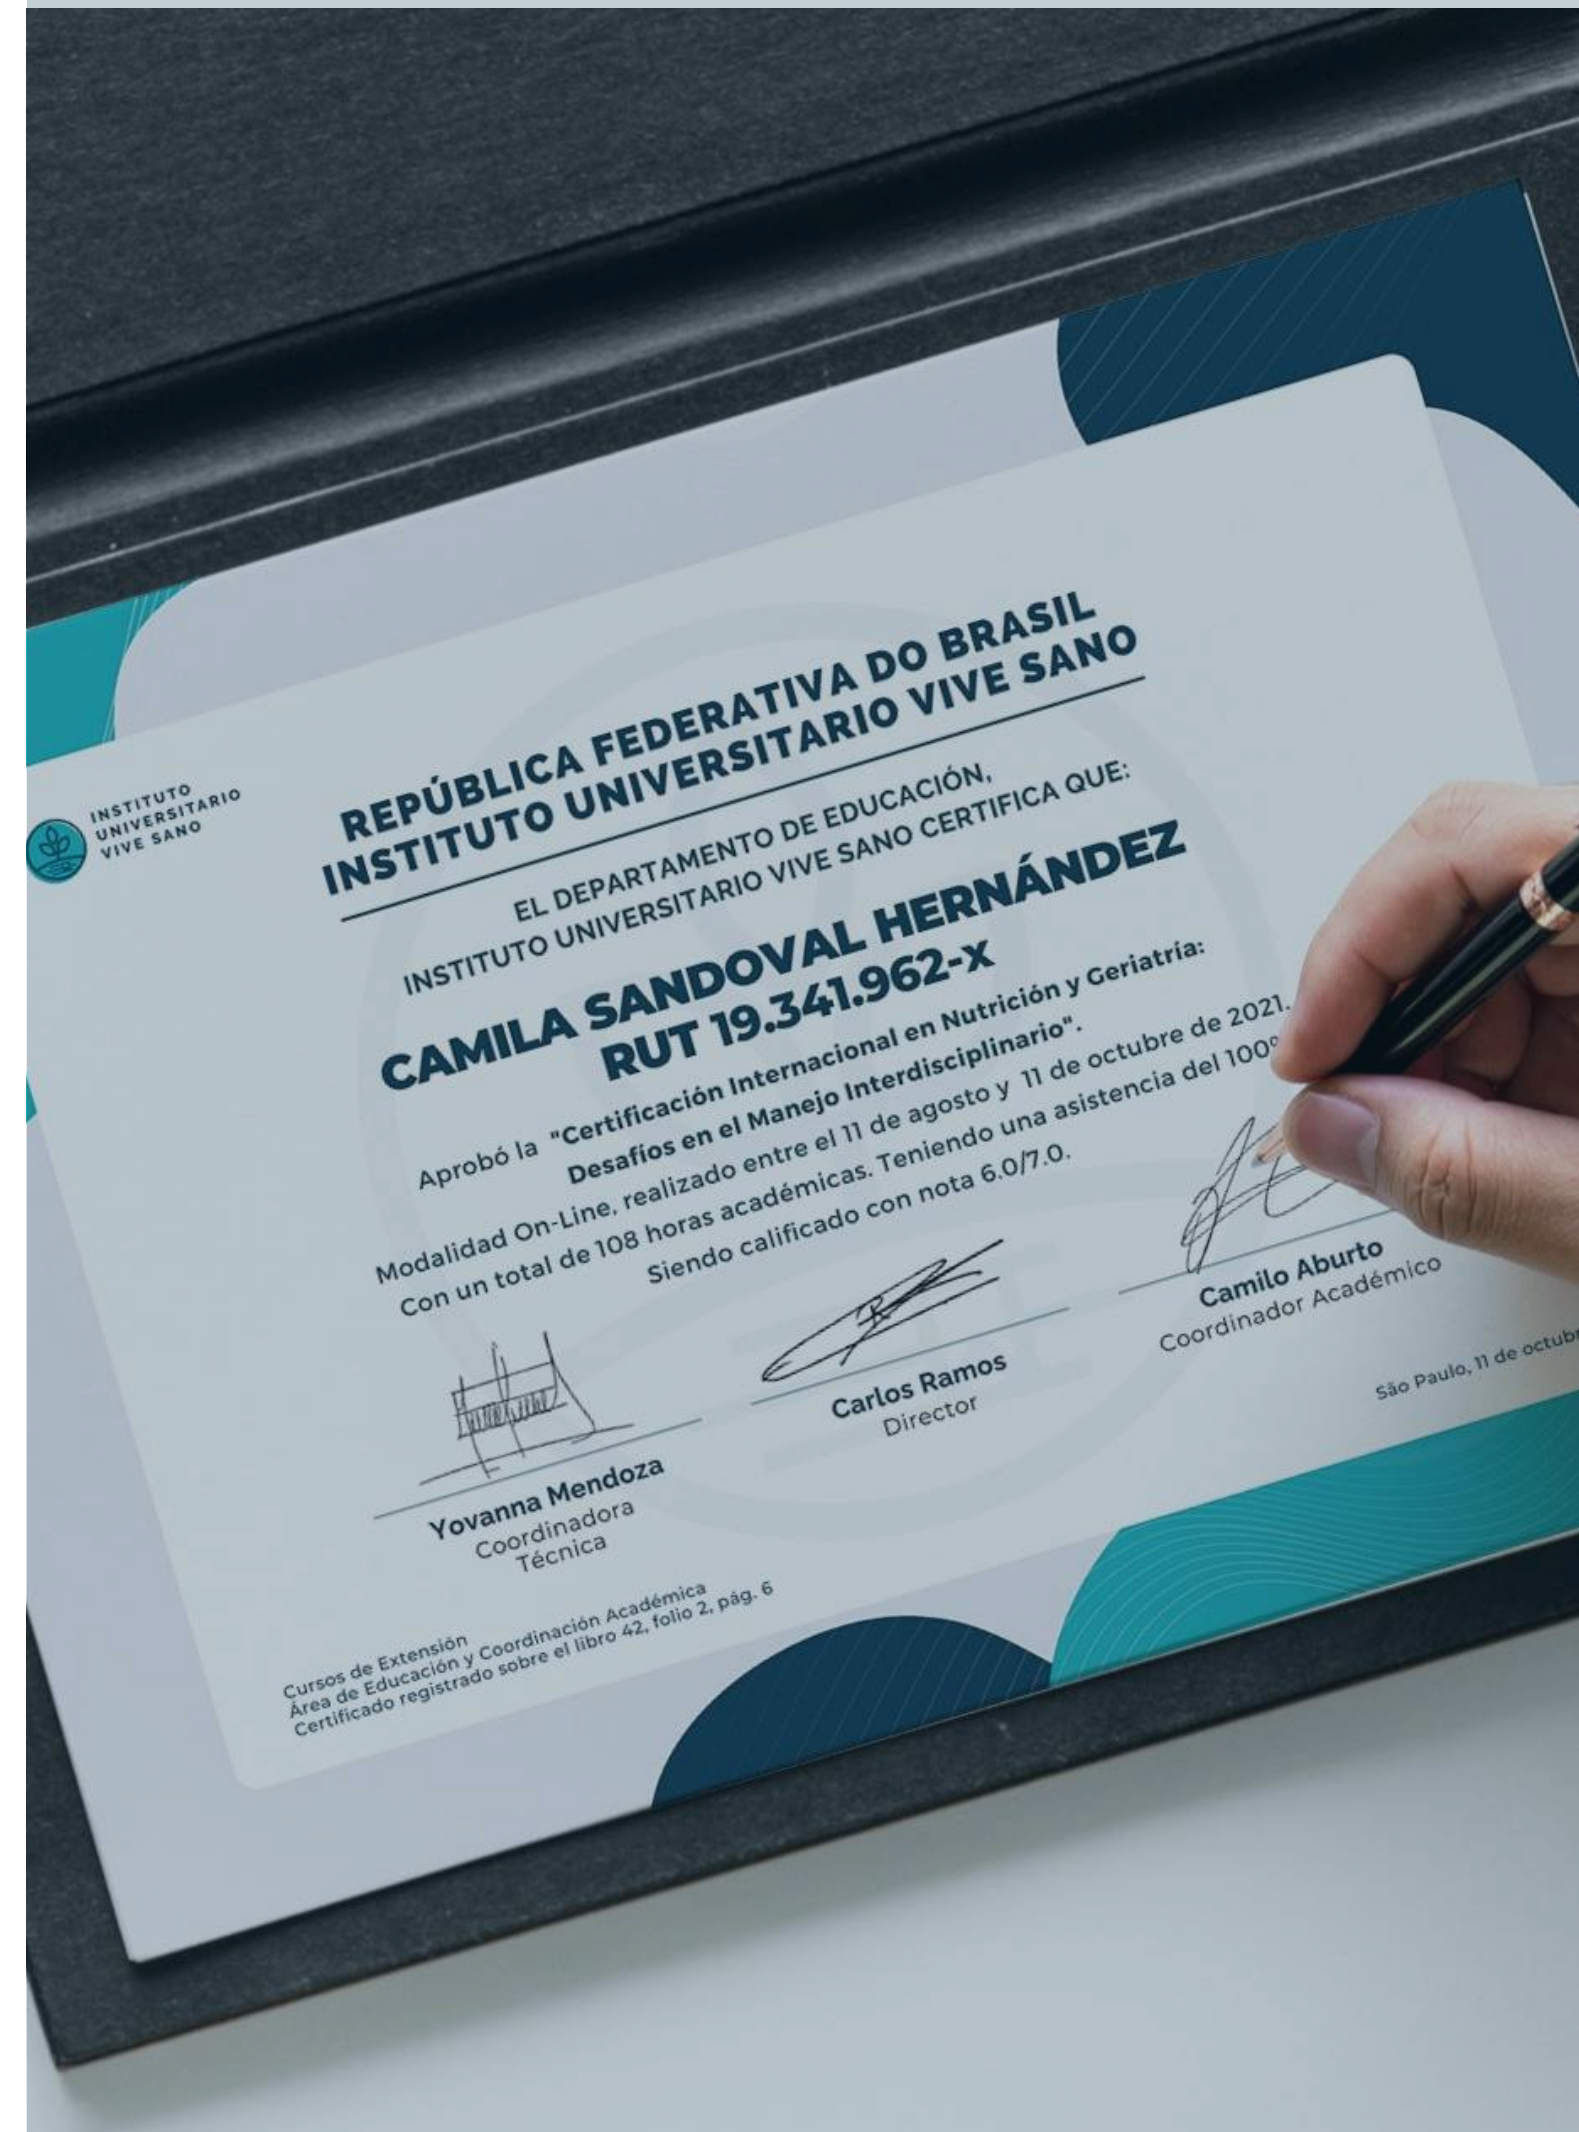 INSTITUTO
UNIVERSITARIO
VIVE SANO
REPÚBLICA FEDERATIVA DO BRASIL
INSTITUTO UNIVERSITARIO VIVE SANO
EL DEPARTAMENTO DE EDUCACIÓN,
INSTITUTO UNIVERSITARIO VIVE SANO CERTIFICA QUE:
CAMILA SANDOVAL HERNÁNDEZ
RUT 19.341.962-X
Aprobó la "Certificación Internacional en Nutrición y Geriatría:
Desafíos en el Manejo Interdisciplinario".
Modalidad On-Line, realizado entre el 11 de agosto y 11 de octubre de 2021.
Con un total de 108 horas académicas. Teniendo una asistencia del 100
Siendo calificado con nota 6.0/7.0.
Yovanna Mendoza
Coordinadora
Técnica
Carlos Ramos
Director
Camilo Aburto
Coordinador Académico
São Paulo, 11 de octubr
Cursos de Extensión
Área de Educación y Coordinación Académica
Certificado registrado sobre el libro 42, folio 2, pág. 6